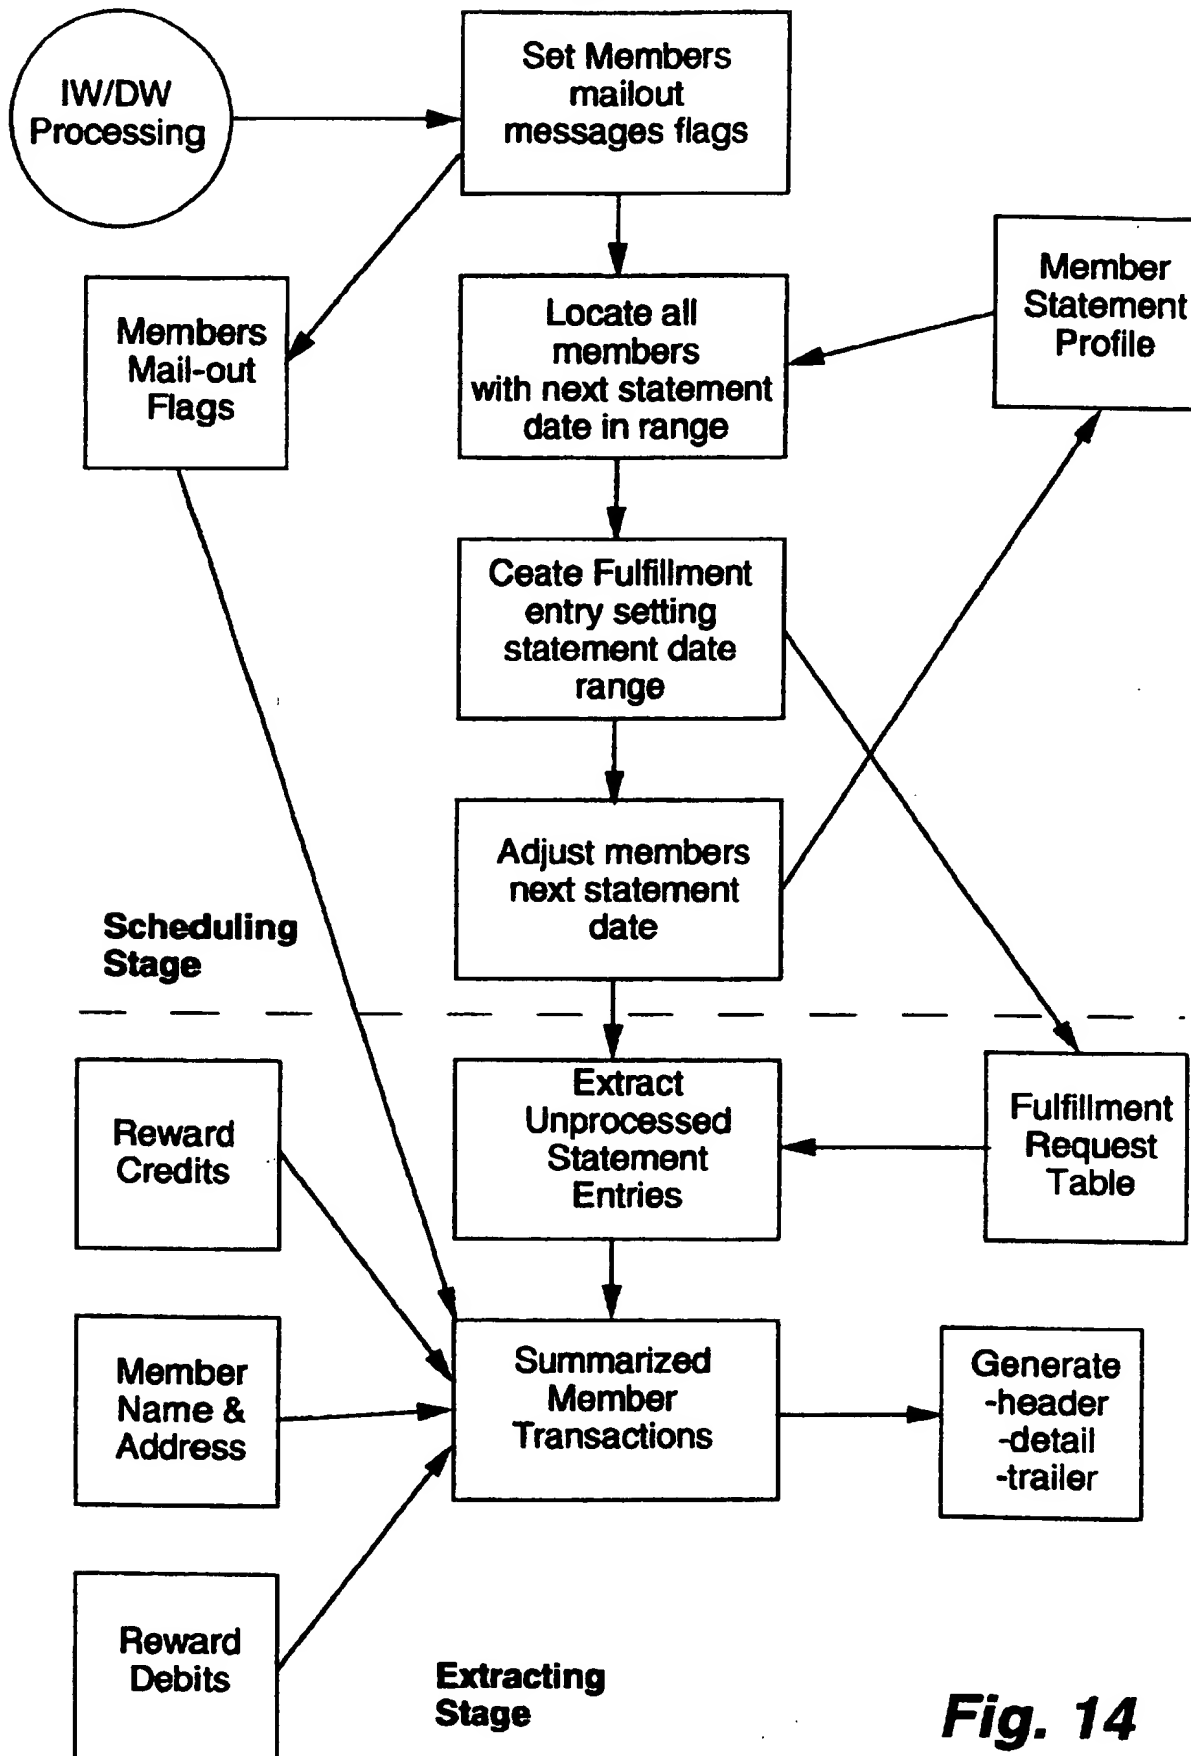 IW/DW
Processing
Set Members
mailout
messages flags
Members
Mail-out
Flags
Locate all
members
with next statement
date in range
Member
Statement
Profile
Ceate Fulfillment
entry setting
statement date
range
Adjust members
next statement
date
Scheduling
Stage
Reward
Credits
Extract
Unprocessed
Statement
Entries
Fulfillment
Request
Table
Member
Name &
Address
Summarized
Member
Transactions
Generate
-header
-detail
-trailer
Reward
Debits
Extracting
Stage
Fig. 14